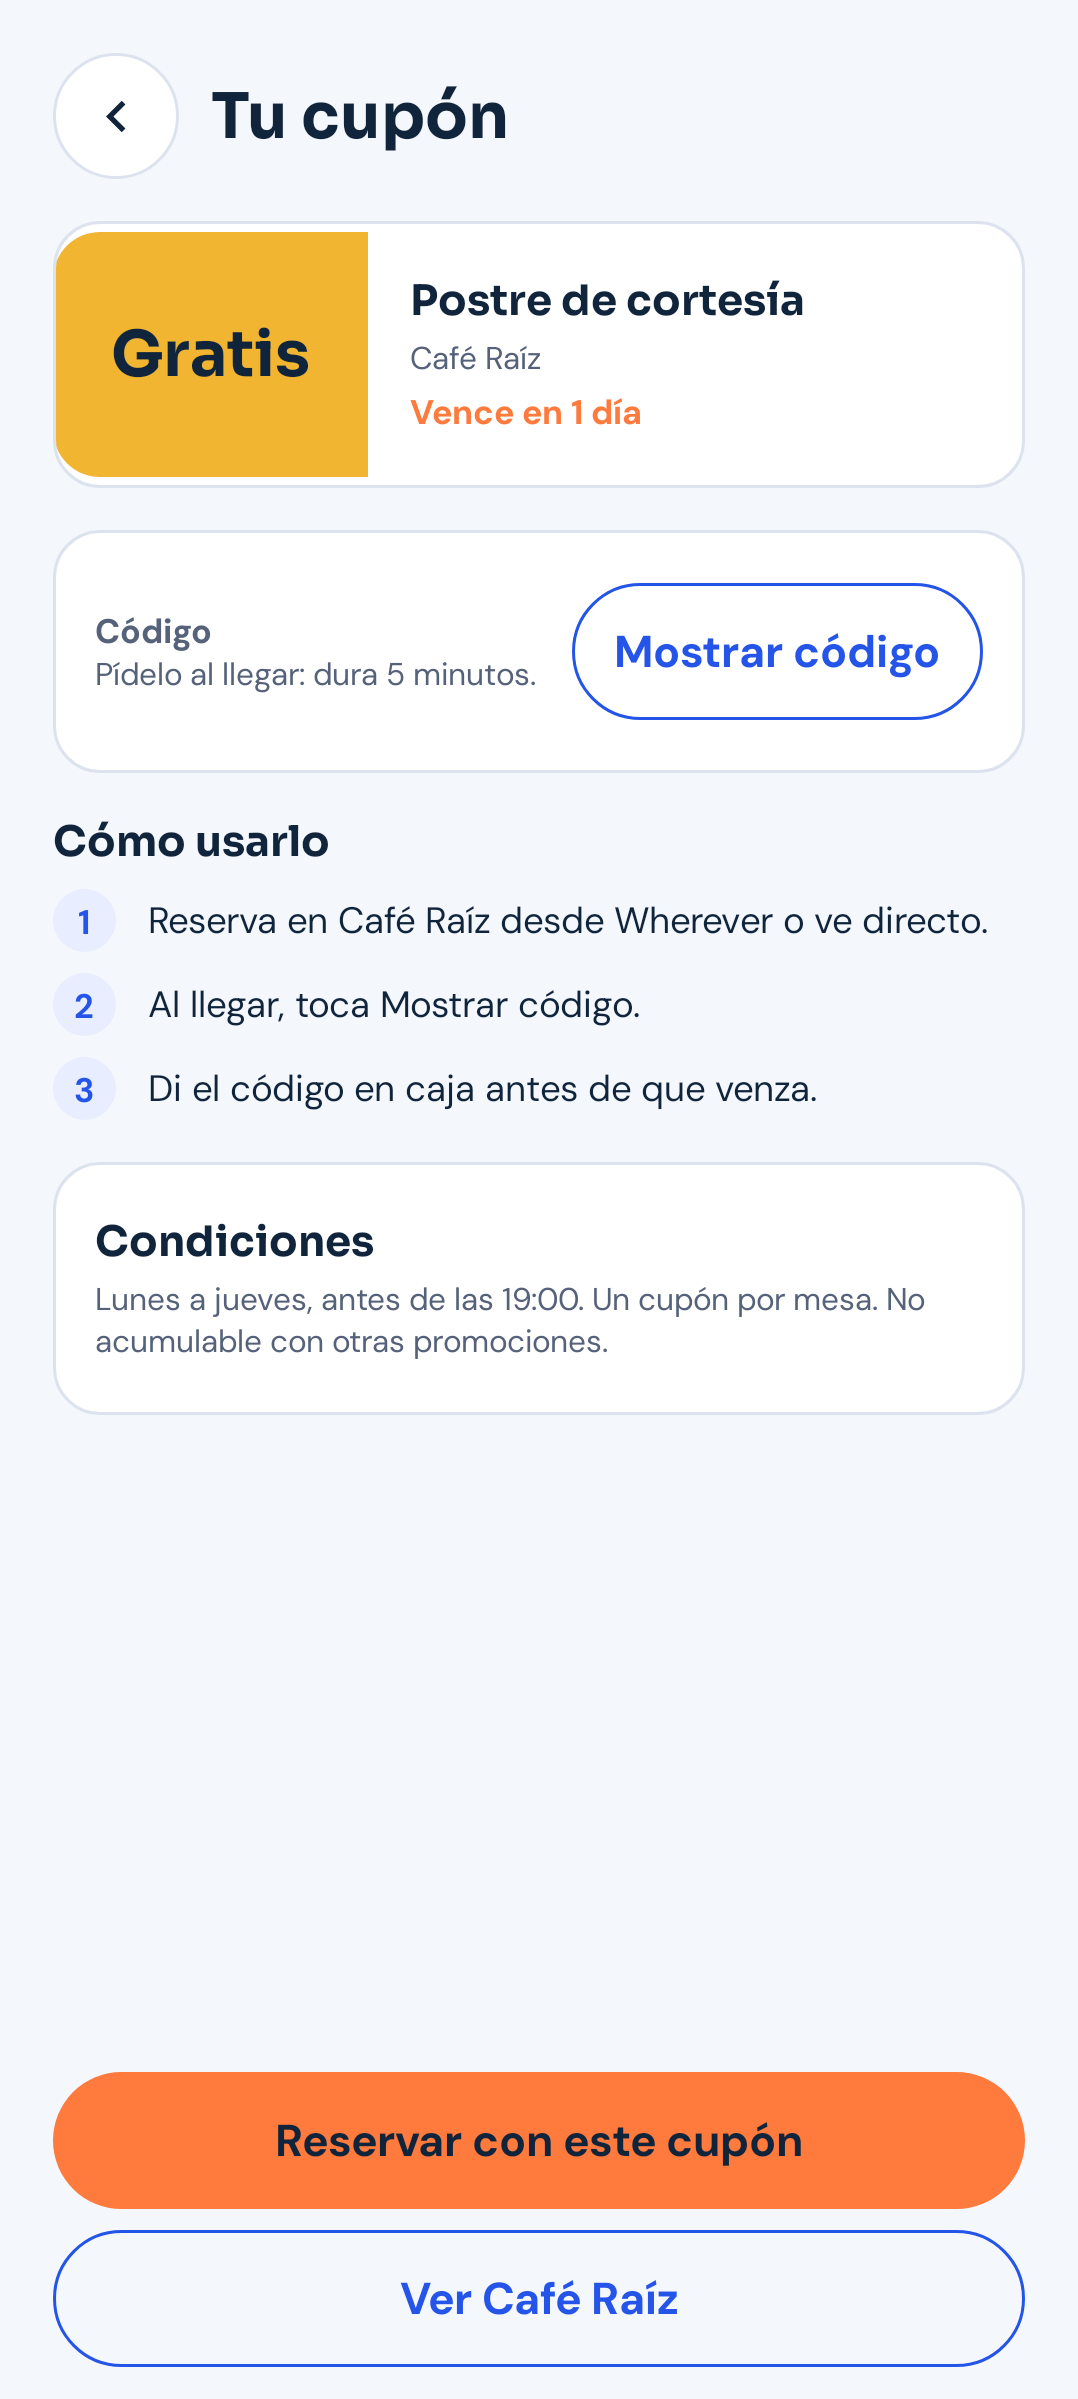 Tu cupón
Gratis
Postre de cortesía
Café Raíz
Vence en 1 día
Código
Pídelo al llegar: dura 5 minutos.
Mostrar código
Cómo usarlo
1 Reserva en Café Raíz desde Wherever o ve directo.
2 Al llegar, toca Mostrar código.
3 Di el código en caja antes de que venza.
Condiciones
Lunes a jueves, antes de las 19:00. Un cupón por mesa. No
acumulable con otras promociones.
Reservar con este cupón
Ver Café Raíz